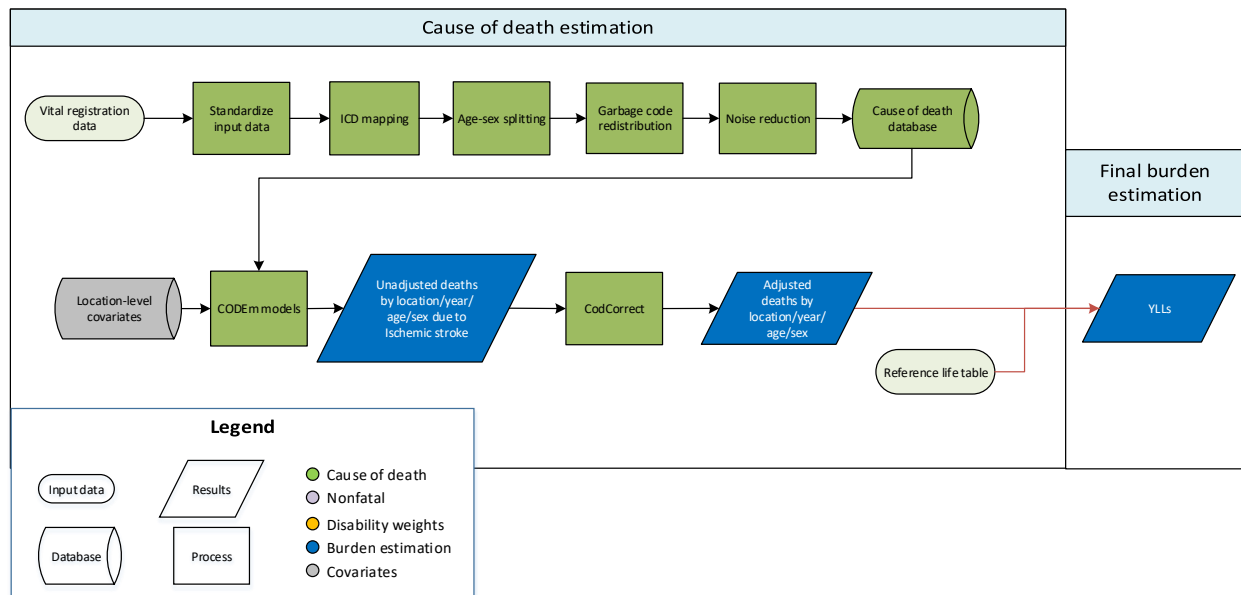 Cause of death estimation
Vital registration
data
Standardize
input data
ICD mapping
Age-sex splitting
Garbage code
redistribution
Noise reduction
Cause of death
database
Final burden
estimation
Location-level
covariates
CODEm models
Unadjusted deaths
by location/year/
age/sex due to
Ischemic stroke
CodCorrect
Adjusted
deaths by
location/year/
age/sex
YLLs
Reference life table
Legend
Input data
Results
Database
Process
Cause of death
Nonfatal
Disability weights
Burden estimation
Covariates